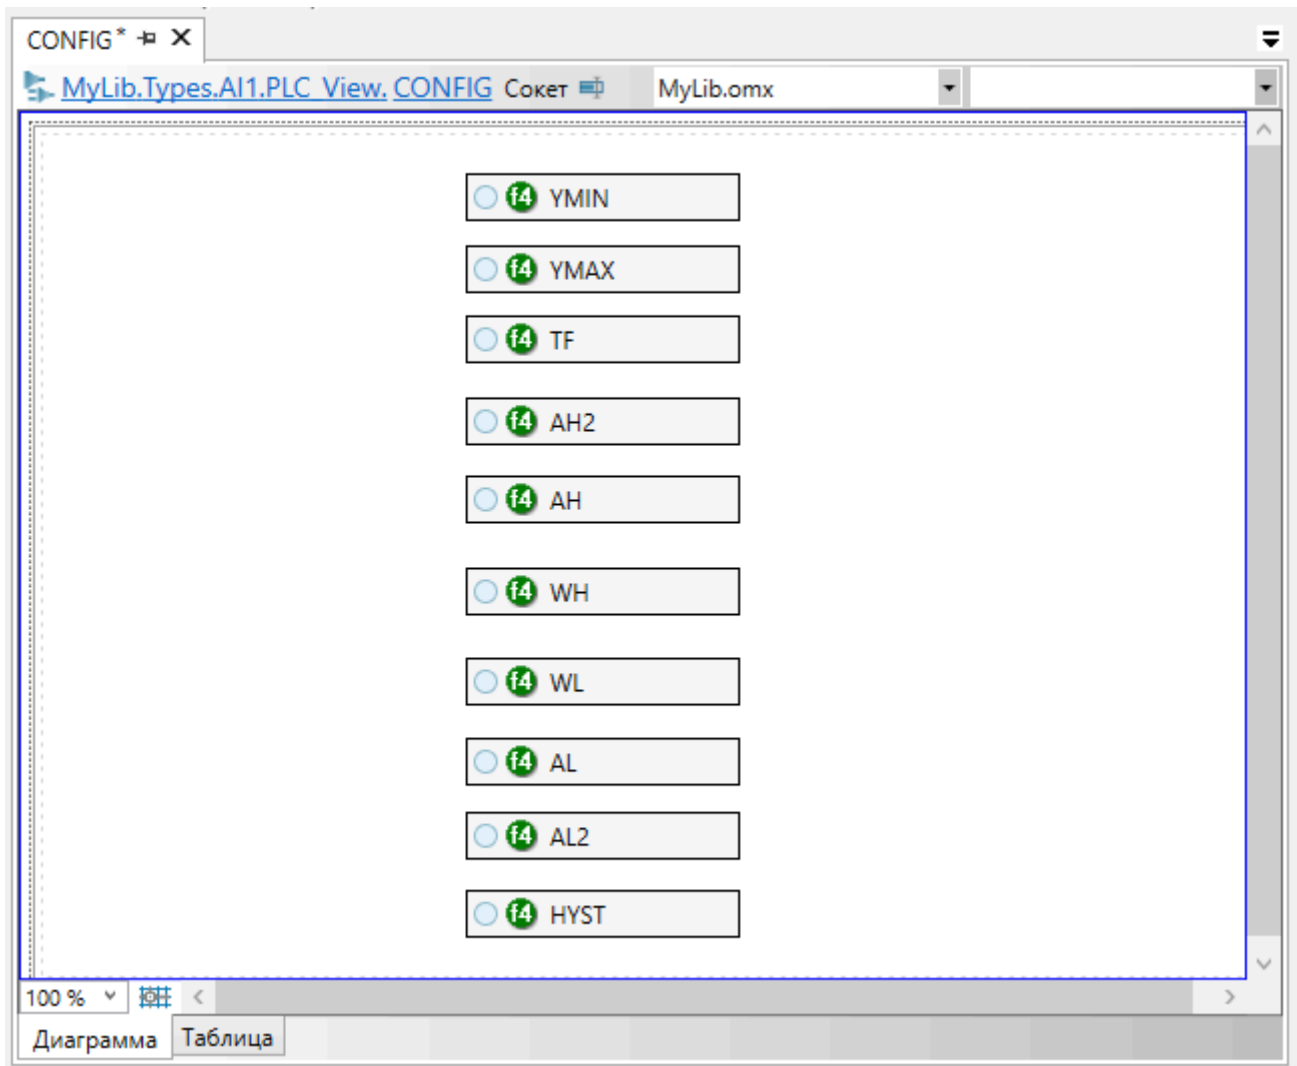 CONFIG*
MyLib.Types.AI1.PLC_View. CONFIG Сокет MyLib.omx
f4 YMIN
f4 YMAX
f4 TF
f4 AH2
f4 AH
f4 WH
f4 WL
f4 AL
f4 AL2
f4 HYST
100 %
Диаграмма Таблица